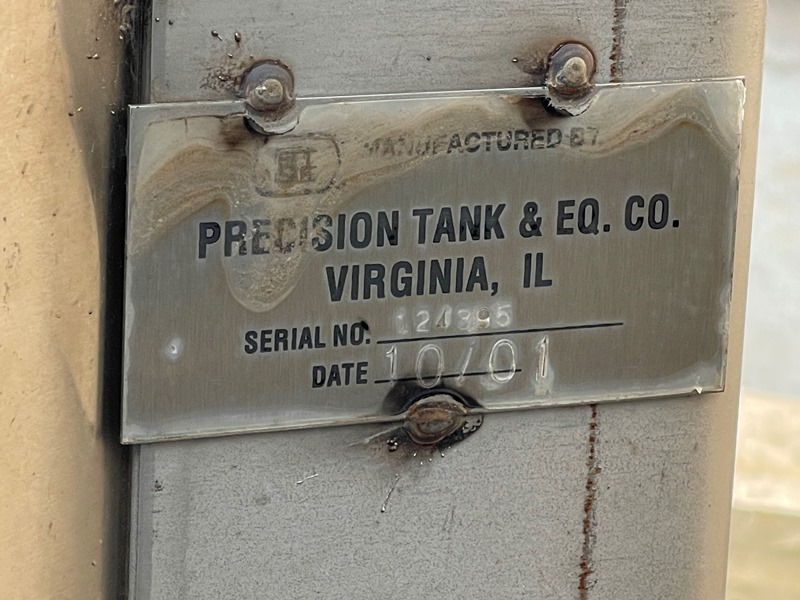 MANUFACTURED BY
PRECISION TANK & EQ. CO.
VIRGINIA, IL
SERIAL NO. 124395
DATE 10/01